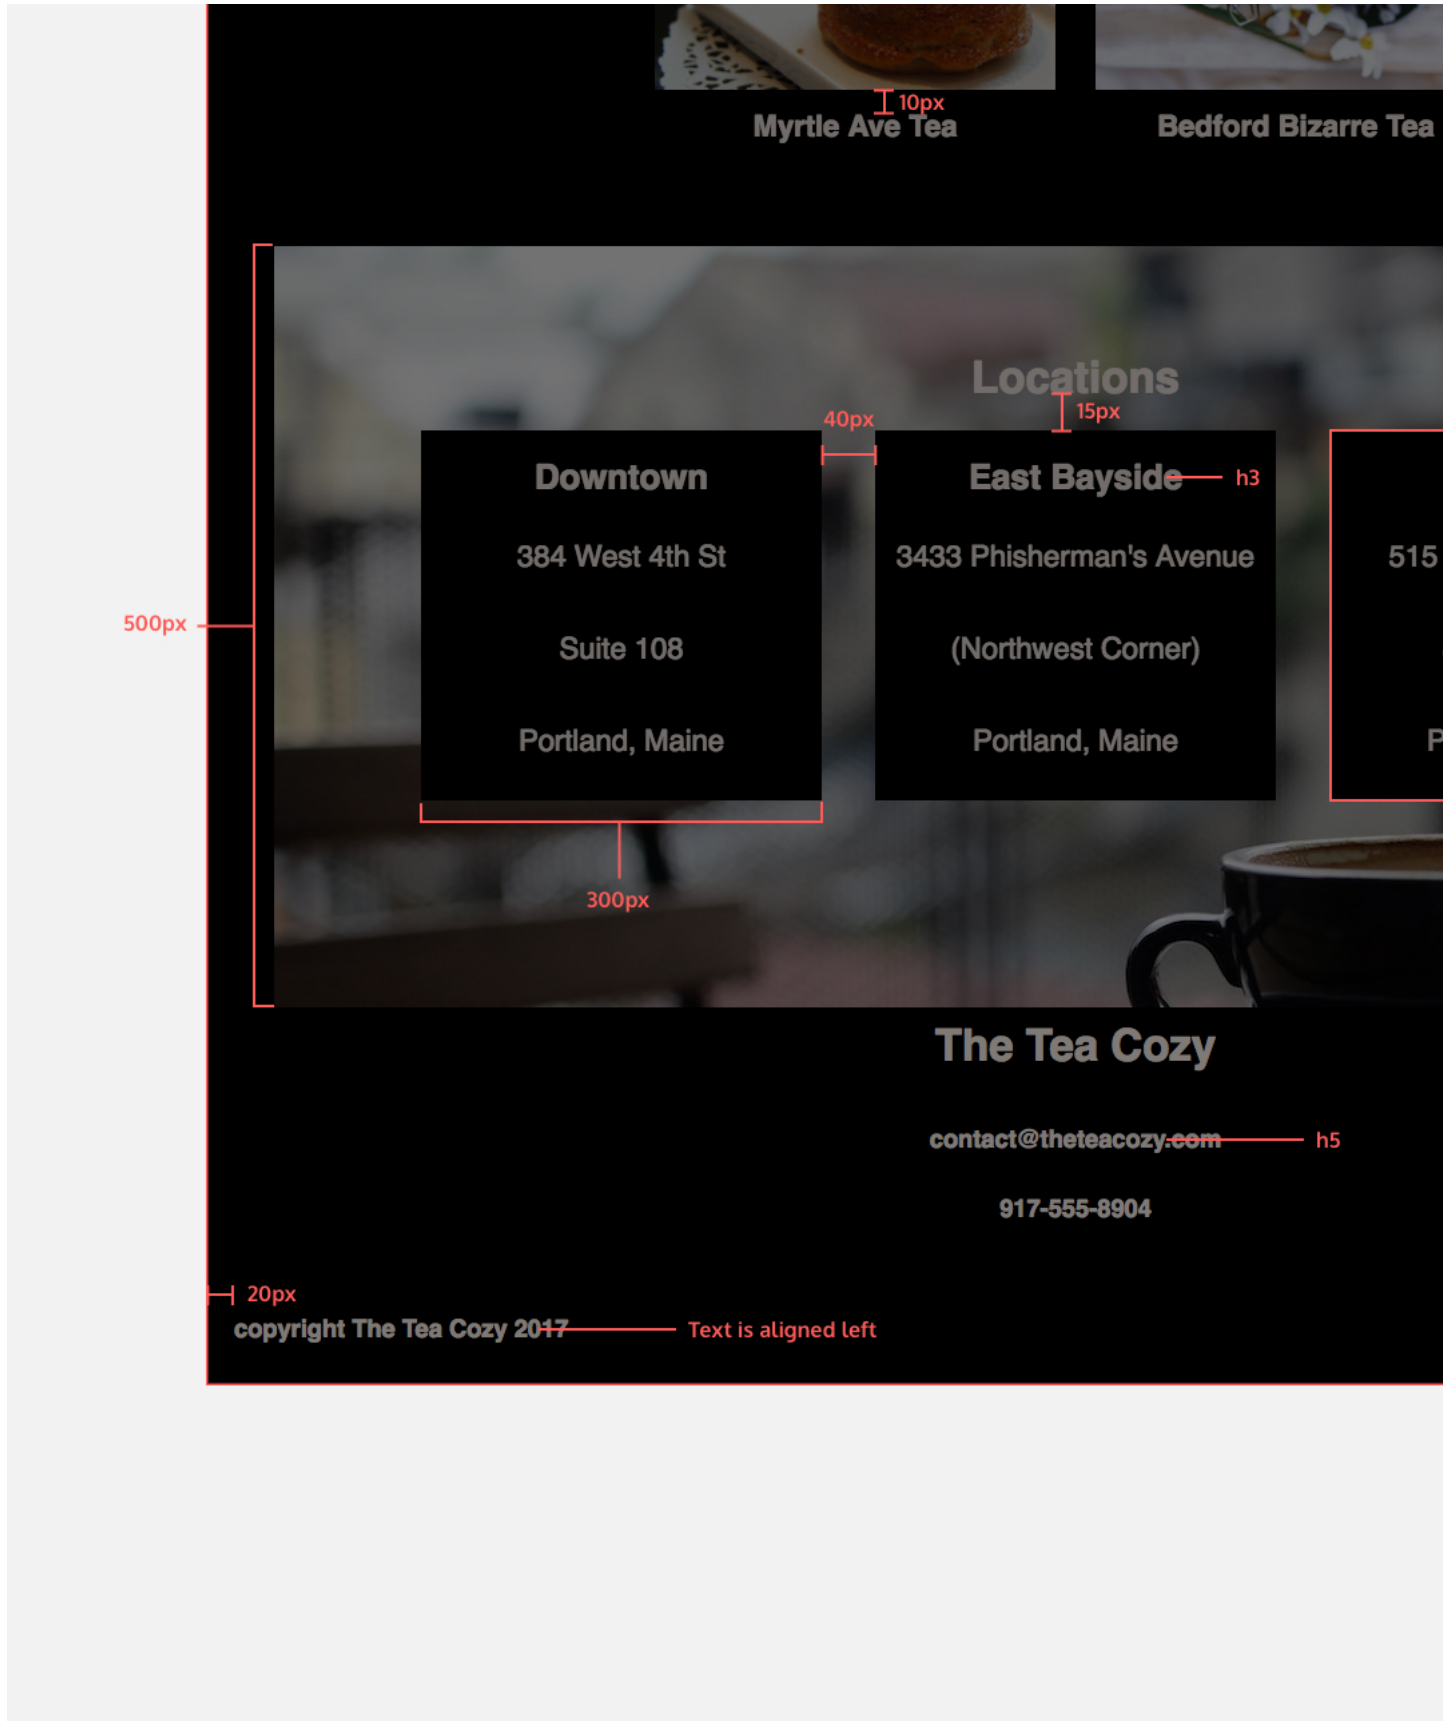 10px
Myrtle Ave Tea
Bedford Bizarre Tea
Locations
15px
40px
Downtown
East Bayside
h3
384 West 4th St
3433 Phisherman's Avenue
515
500px
Suite 108
(Northwest Corner)
Portland, Maine
Portland, Maine
P
300px
The Tea Cozy
contact@theteacozy.com
h5
917-555-8904
20px
copyright The Tea Cozy 2017
Text is aligned left